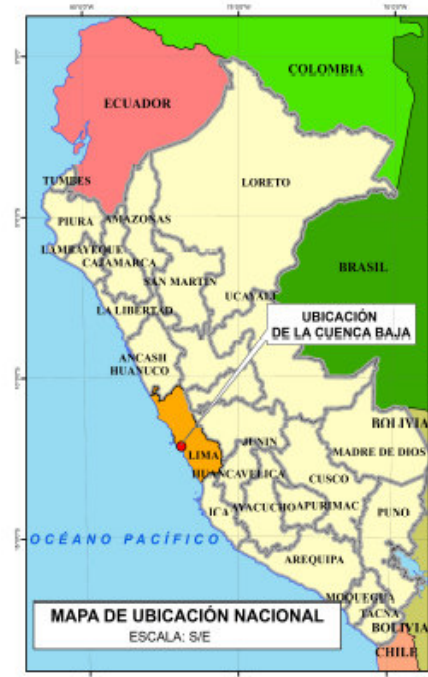 COLOMBIA
ECUADOR
TUMBES
LORETO
PIURA
AMAZONAS
LAMBAYEQUE
CAJAMARCA
BRASIL
SAN MARTIN
UCAYALI
LA LIBERTAD
UBICACIÓN
DE LA CUENCA BAJA
ANCASH
HUANUCO
BOLIVIA
JUNIN
MADRE DE DIOS
LIMA
HUANCAVELICA
CUSCO
ICA
AYACUCHO
APURIMAC
PUNO
OCÉANO PACÍFICO
AREQUIPA
MOQUEGUA
MAPA DE UBICACIÓN NACIONAL
TACNA
ESCALA: S/E
BOLIVIA
CHILE